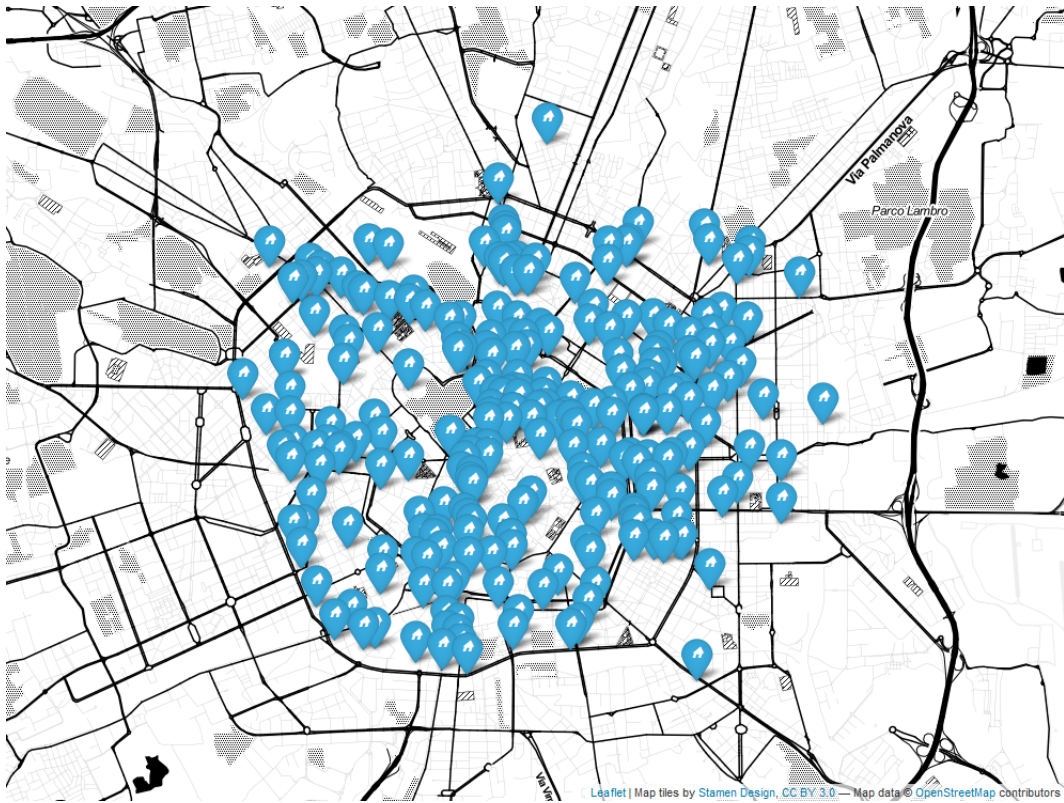 Via Palmanova
Parco Lambro
Leaflet | Map tiles by Stamen Design, CC BY 3.0 — Map data © OpenStreetMap contributors